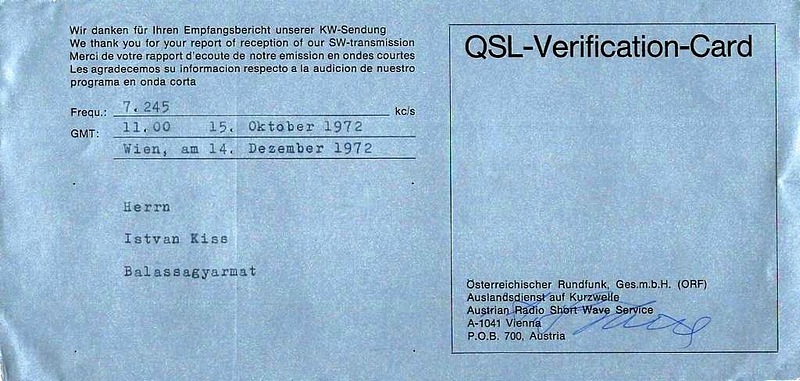 Wir danken für Ihren Empfangsbericht unserer KW-Sendung
We thank you for your report of reception of our SW-transmission
Merci de votre rapport d'ecoute de notre emission en ondes courtes
Les agradecemos su informacion respecto a la audicion de nuestro
programa en onda corta
Frequ.: 7.245 kc/s
GMT: 11.00 15. Oktober 1972
Wien, am 14. Dezember 1972
Herrn
Istvan Kiss
Balassagyarmat
QSL-Verification-Card
Österreichischer Rundfunk, Ges.m.b.H. (ORF)
Auslandsdienst auf Kurzwelle
Austrian Radio Short Wave Service
A-1041 Vienna
P.O.B. 700, Austria